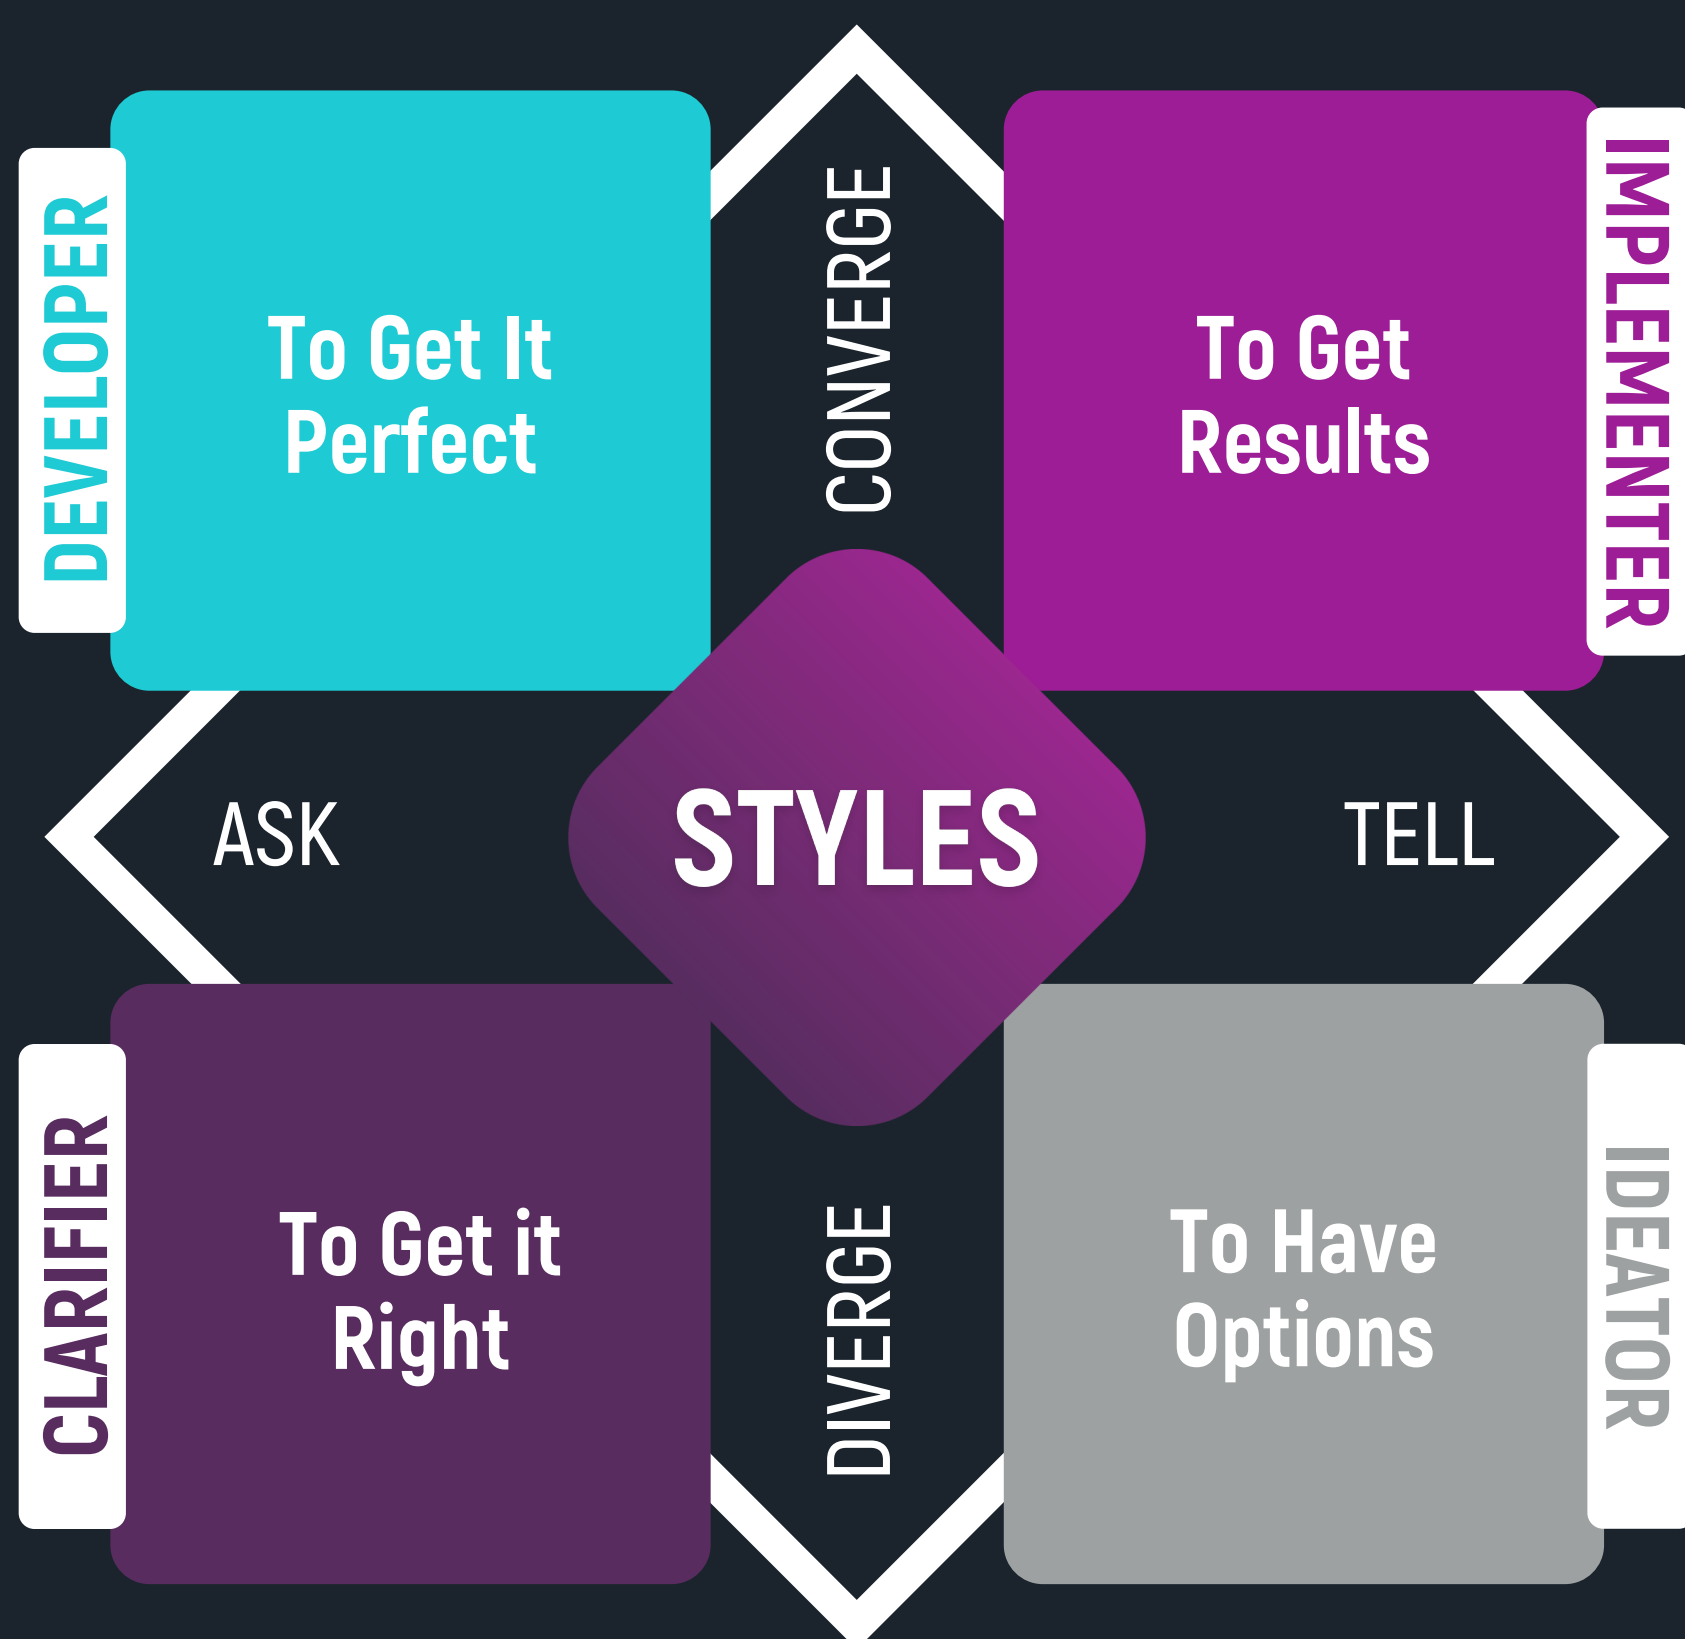 DEVELOPER
To Get It
Perfect
CONVERGE
To Get
Results
IMPLEMENTER
ASK
STYLES
TELL
CLARIFIER
To Get it
Right
DIVERGE
To Have
Options
IDEATOR